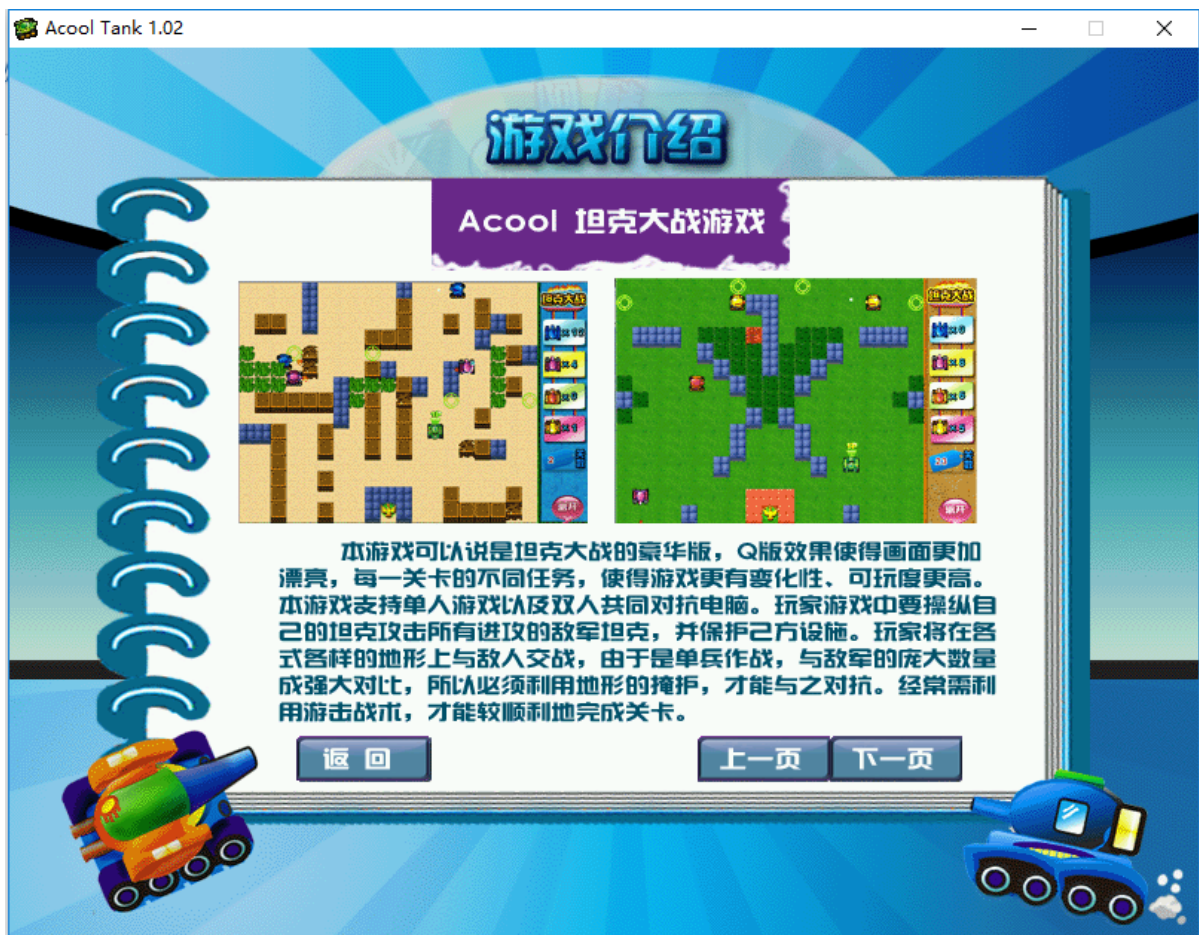 Acool Tank 1.02
游戏介绍
Acool 坦克大战游戏
坦克大战
坦克大战
本游戏可以说是坦克大战的豪华版，Q版效果使得画面更加
漂亮，每一关卡的不同任务，使得游戏更有变化性、可玩度更高。
本游戏支持单人游戏以及双人共同对抗电脑。玩家游戏中要操纵自
己的坦克攻击所有进攻的敌军坦克，并保护己方设施。玩家将在各
式各样的地形上与敌人交战，由于是单兵作战，与敌军的庞大数量
成强大对比，所以必须利用地形的掩护，才能与之对抗。经常需利
用游击战术，才能较顺利地完成关卡。
返回
上一页
下一页